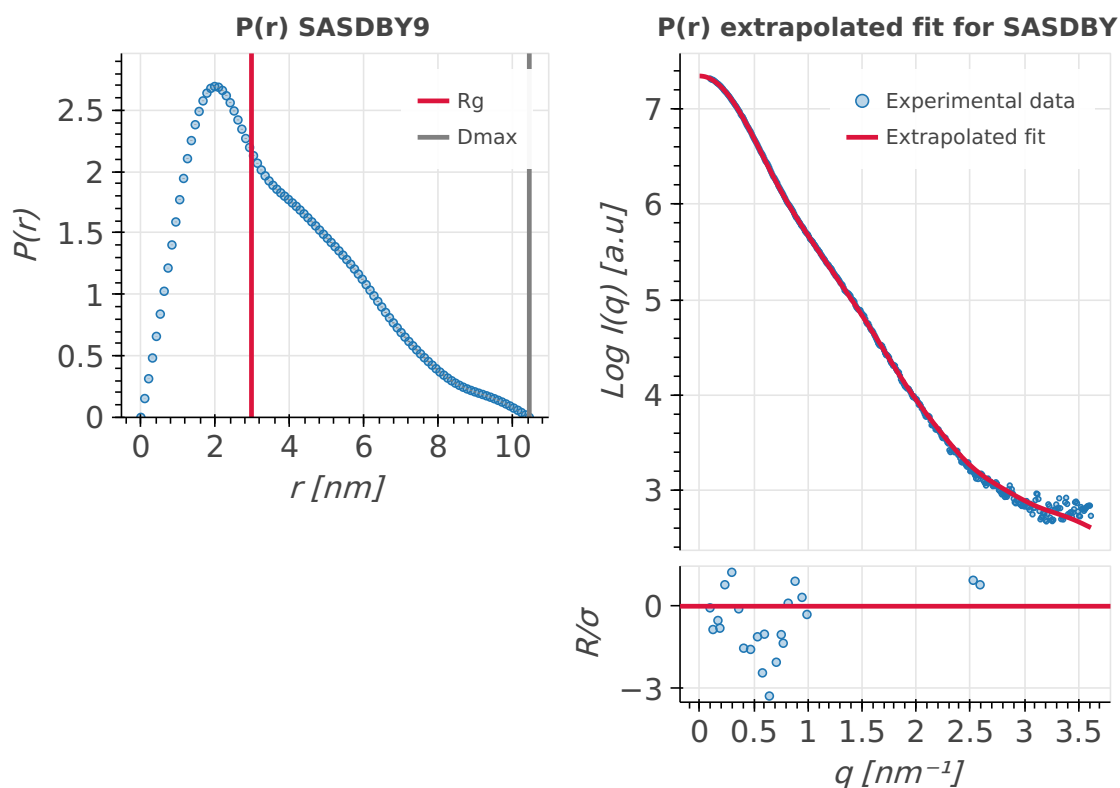 P(r) SASDBY9
P(r)
2.5
2
1.5
1
0.5
0
0 2 4 6 8 10
r [nm]
Rg
Dmax
P(r) extrapolated fit for SASDBY
Log I(q) [a.u]
7
6
5
4
3
Experimental data
Extrapolated fit
R/σ
0
−3
0 0.5 1 1.5 2 2.5 3 3.5
q [nm⁻¹]